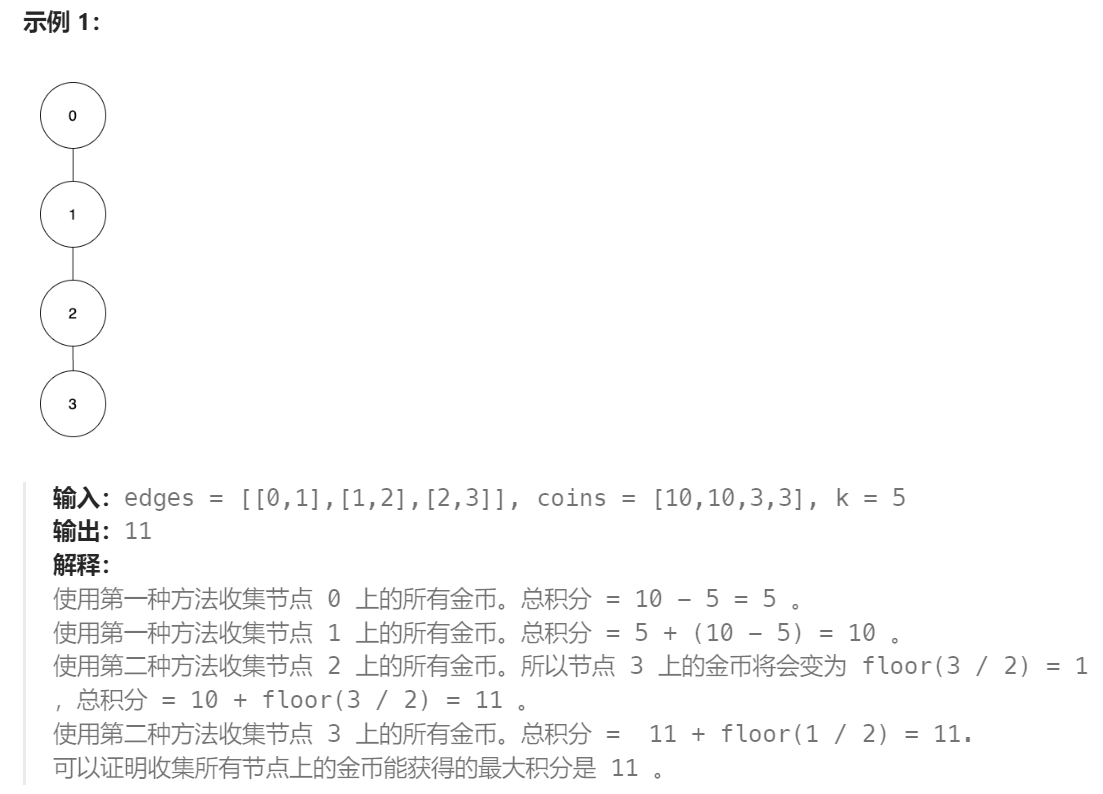 示例 1：
0
1
2
3
输入：edges = [[0,1],[1,2],[2,3]], coins = [10,10,3,3], k = 5
输出：11
解释：
使用第一种方法收集节点 0 上的所有金币。总积分 = 10 - 5 = 5 。
使用第一种方法收集节点 1 上的所有金币。总积分 = 5 + (10 - 5) = 10 。
使用第二种方法收集节点 2 上的所有金币。所以节点 3 上的金币将会变为 floor(3 / 2) = 1
，总积分 = 10 + floor(3 / 2) = 11 。
使用第二种方法收集节点 3 上的所有金币。总积分 =  11 + floor(1 / 2) = 11.
可以证明收集所有节点上的金币能获得的最大积分是 11 。